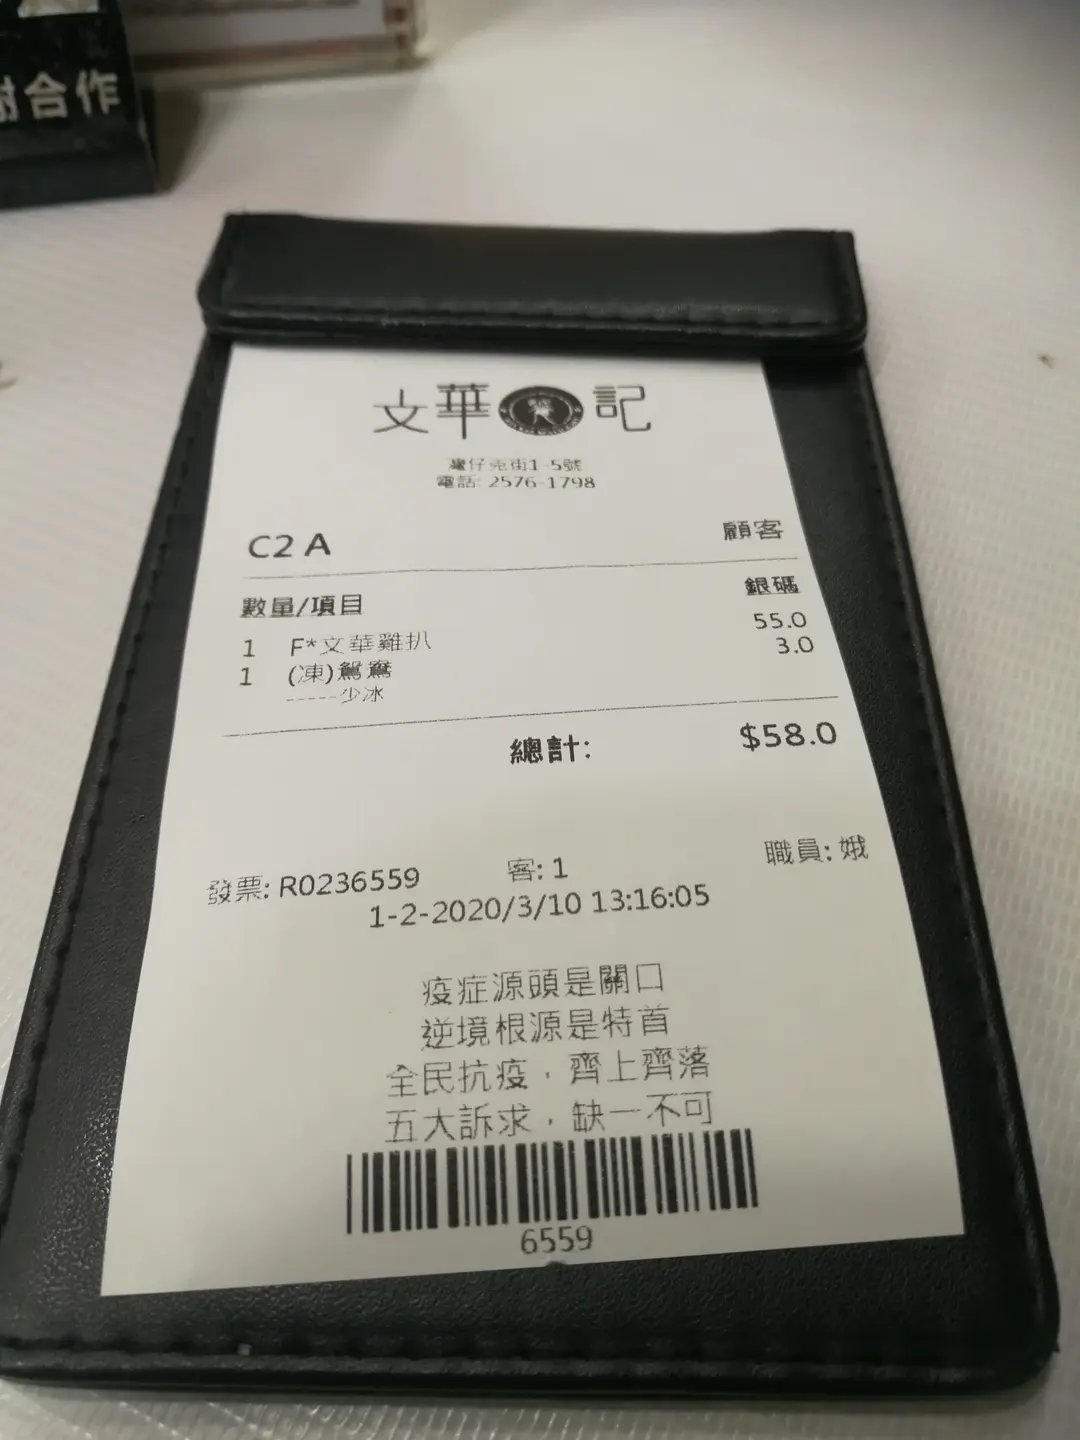 謝合作
文華記
灣仔克街1-5號
電話: 2576-1798
C2 A 顧客
數量/項目 銀碼
1 F*文華雞扒 55.0
1 (凍)鴛鴦 3.0
-----少冰
總計: $58.0
發票: R0236559 客: 1 職員: 娥
1-2-2020/3/10 13:16:05
疫症源頭是關口
逆境根源是特首
全民抗疫，齊上齊落
五大訴求，缺一不可
6559